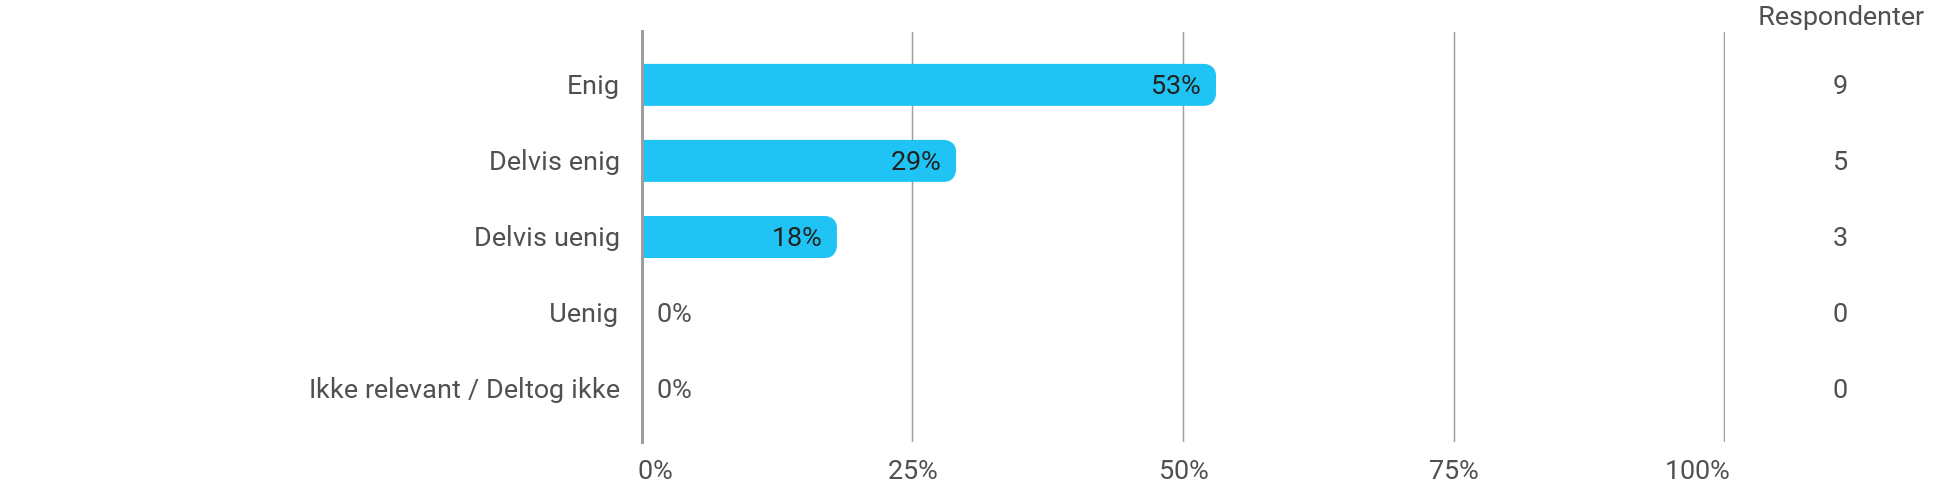 Respondenter
Enig 53% 9
Delvis enig 29% 5
Delvis uenig 18% 3
Uenig 0% 0
Ikke relevant / Deltog ikke 0% 0
0% 25% 50% 75% 100%